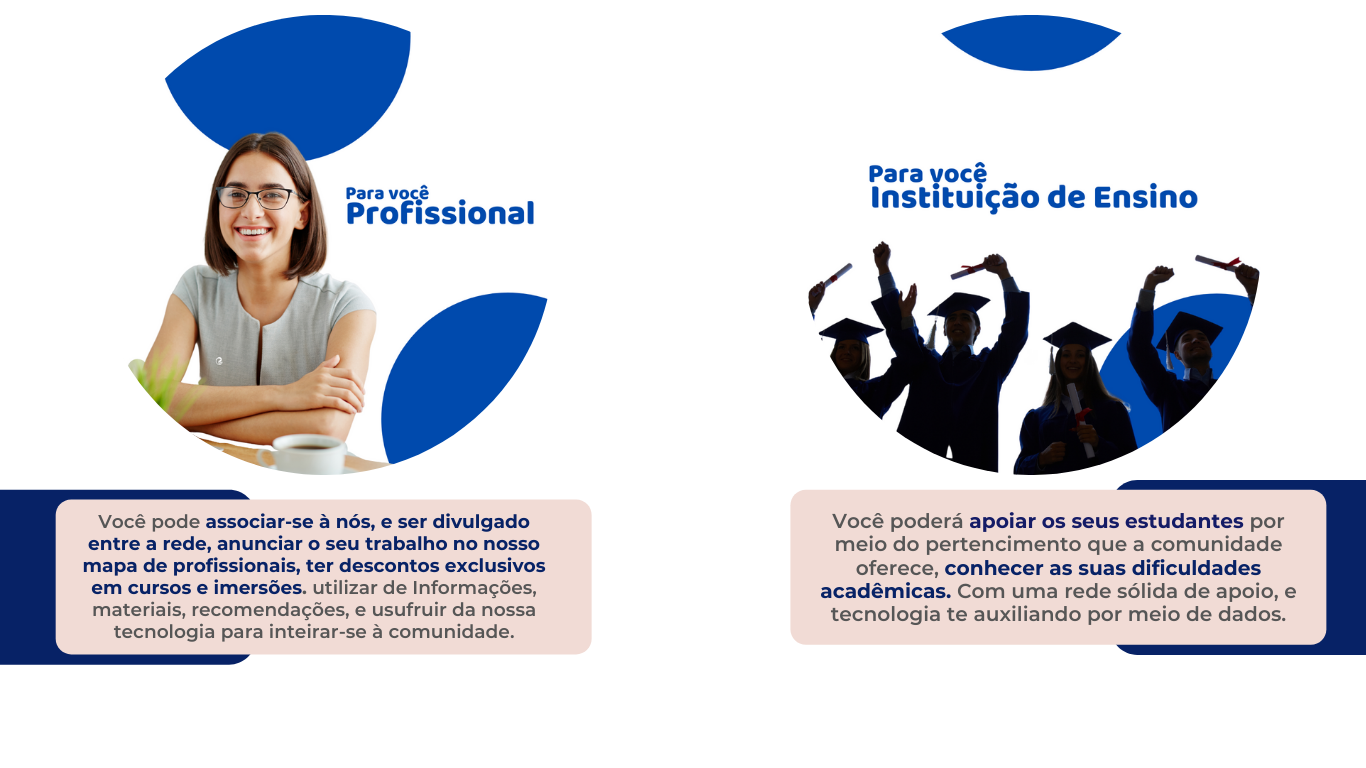 Para você
Profissional
Você pode associar-se à nós, e ser divulgado
entre a rede, anunciar o seu trabalho no nosso
mapa de profissionais, ter descontos exclusivos
em cursos e imersões. utilizar de Informações,
materiais, recomendações, e usufruir da nossa
tecnologia para inteirar-se à comunidade.
Para você
Instituição de Ensino
Você poderá apoiar os seus estudantes por
meio do pertencimento que a comunidade
oferece, conhecer as suas dificuldades
acadêmicas. Com uma rede sólida de apoio, e
tecnologia te auxiliando por meio de dados.